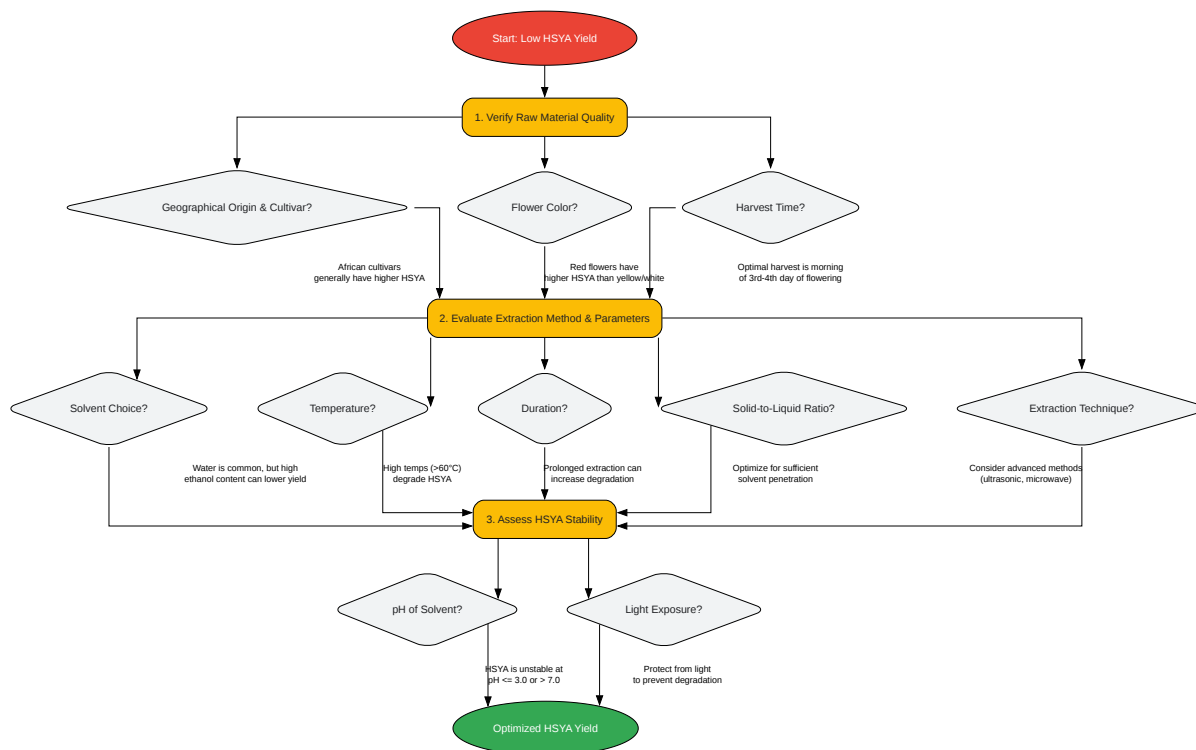 Start: Low HSYA Yield
1. Verify Raw Material Quality
Geographical Origin & Cultivar?
Flower Color?
Harvest Time?
African cultivars
generally have higher HSYA
Red flowers have
higher HSYA than yellow/white
Optimal harvest is morning
of 3rd-4th day of flowering
2. Evaluate Extraction Method & Parameters
Solvent Choice?
Temperature?
Duration?
Solid-to-Liquid Ratio?
Extraction Technique?
Water is common, but high
ethanol content can lower yield
High temps (>60°C)
degrade HSYA
Prolonged extraction can
increase degradation
Optimize for sufficient
solvent penetration
Consider advanced methods
(ultrasonic, microwave)
3. Assess HSYA Stability
pH of Solvent?
Light Exposure?
HSYA is unstable at
pH <= 3.0 or > 7.0
Protect from light
to prevent degradation
Optimized HSYA Yield